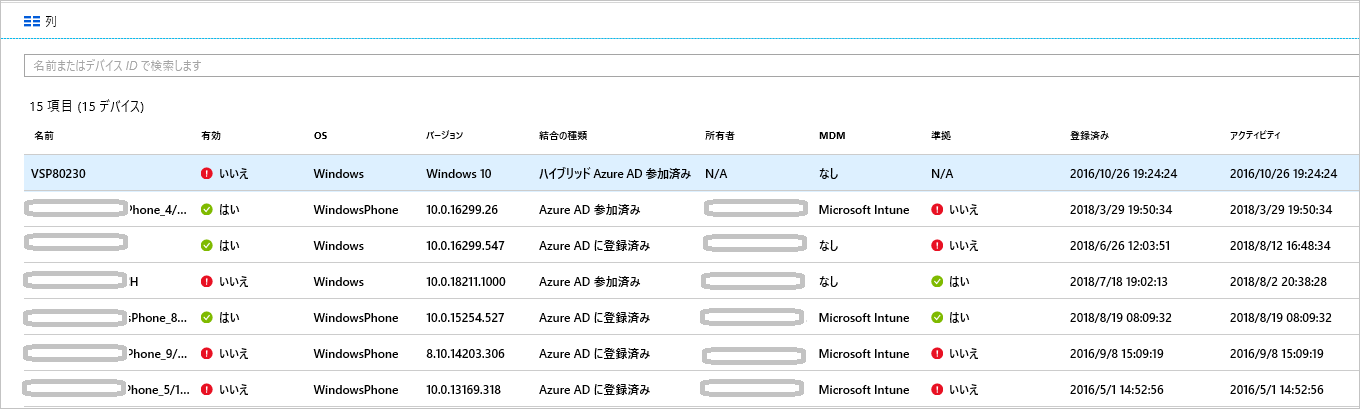 列
名前またはデバイス ID で検索します
15 項目 (15 デバイス)
名前 有効 OS バージョン 結合の種類 所有者 MDM 準拠 登録済み アクティビティ
VSP80230 いいえ Windows Windows 10 ハイブリッド Azure AD 参加済み N/A なし N/A 2016/10/26 19:24:24 2016/10/26 19:24:24
Phone_4/... はい WindowsPhone 10.0.16299.26 Azure AD 参加済み Microsoft Intune いいえ 2018/3/29 19:50:34 2018/3/29 19:50:34
はい Windows 10.0.16299.547 Azure AD に登録済み なし いいえ 2018/6/26 12:03:51 2018/8/12 16:48:34
H いいえ Windows 10.0.18211.1000 Azure AD 参加済み なし はい 2018/7/18 19:02:13 2018/8/2 20:38:28
sPhone_8... はい WindowsPhone 10.0.15254.527 Azure AD に登録済み Microsoft Intune はい 2018/8/19 08:09:32 2018/8/19 08:09:32
Phone_9/... いいえ WindowsPhone 8.10.14203.306 Azure AD に登録済み Microsoft Intune いいえ 2016/9/8 15:09:19 2016/9/8 15:09:19
Phone_5/1... いいえ WindowsPhone 10.0.13169.318 Azure AD に登録済み Microsoft Intune いいえ 2016/5/1 14:52:56 2016/5/1 14:52:56